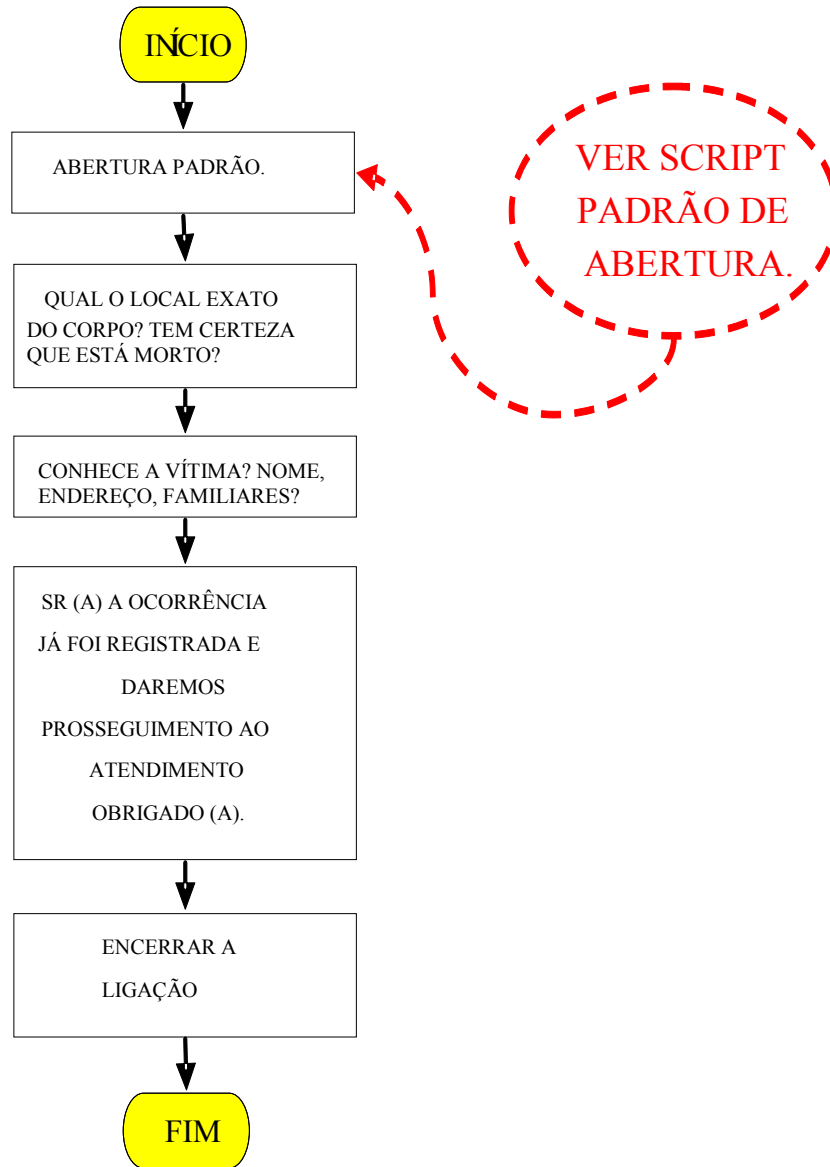 INÍCIO
ABERTURA PADRÃO.
VER SCRIPT
PADRÃO DE
ABERTURA.
QUAL O LOCAL EXATO
DO CORPO? TEM CERTEZA
QUE ESTÁ MORTO?
CONHECE A VÍTIMA? NOME,
ENDEREÇO, FAMILIARES?
SR (A) A OCORRÊNCIA
JÁ FOI REGISTRADA E
DAREMOS
PROSSEGUIMENTO AO
ATENDIMENTO
OBRIGADO (A).
ENCERRAR A
LIGAÇÃO
FIM